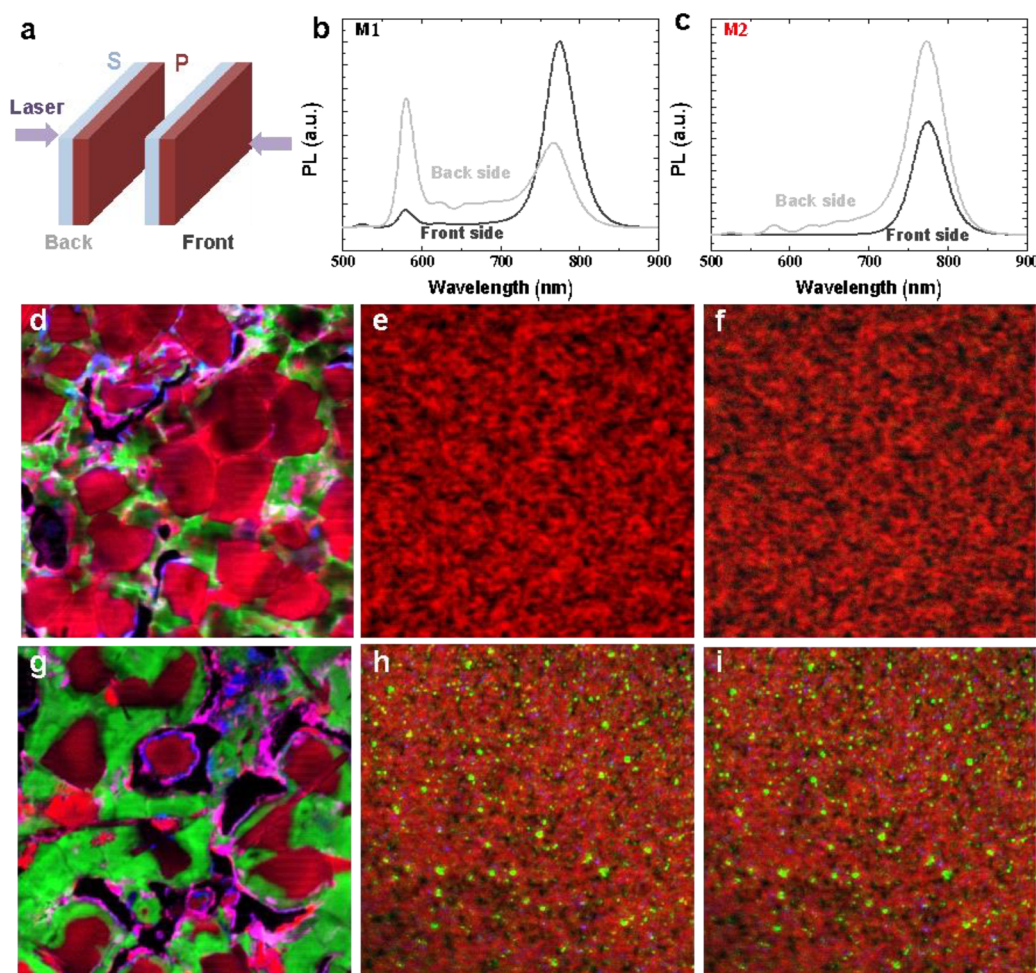 a
S P
Laser
Back Front
b
M1
PL (a.u.)
Back side
Front side
500 600 700 800 900
Wavelength (nm)
c
M2
PL (a.u.)
Back side
Front side
500 600 700 800 900
Wavelength (nm)
d
e
f
g
h
i